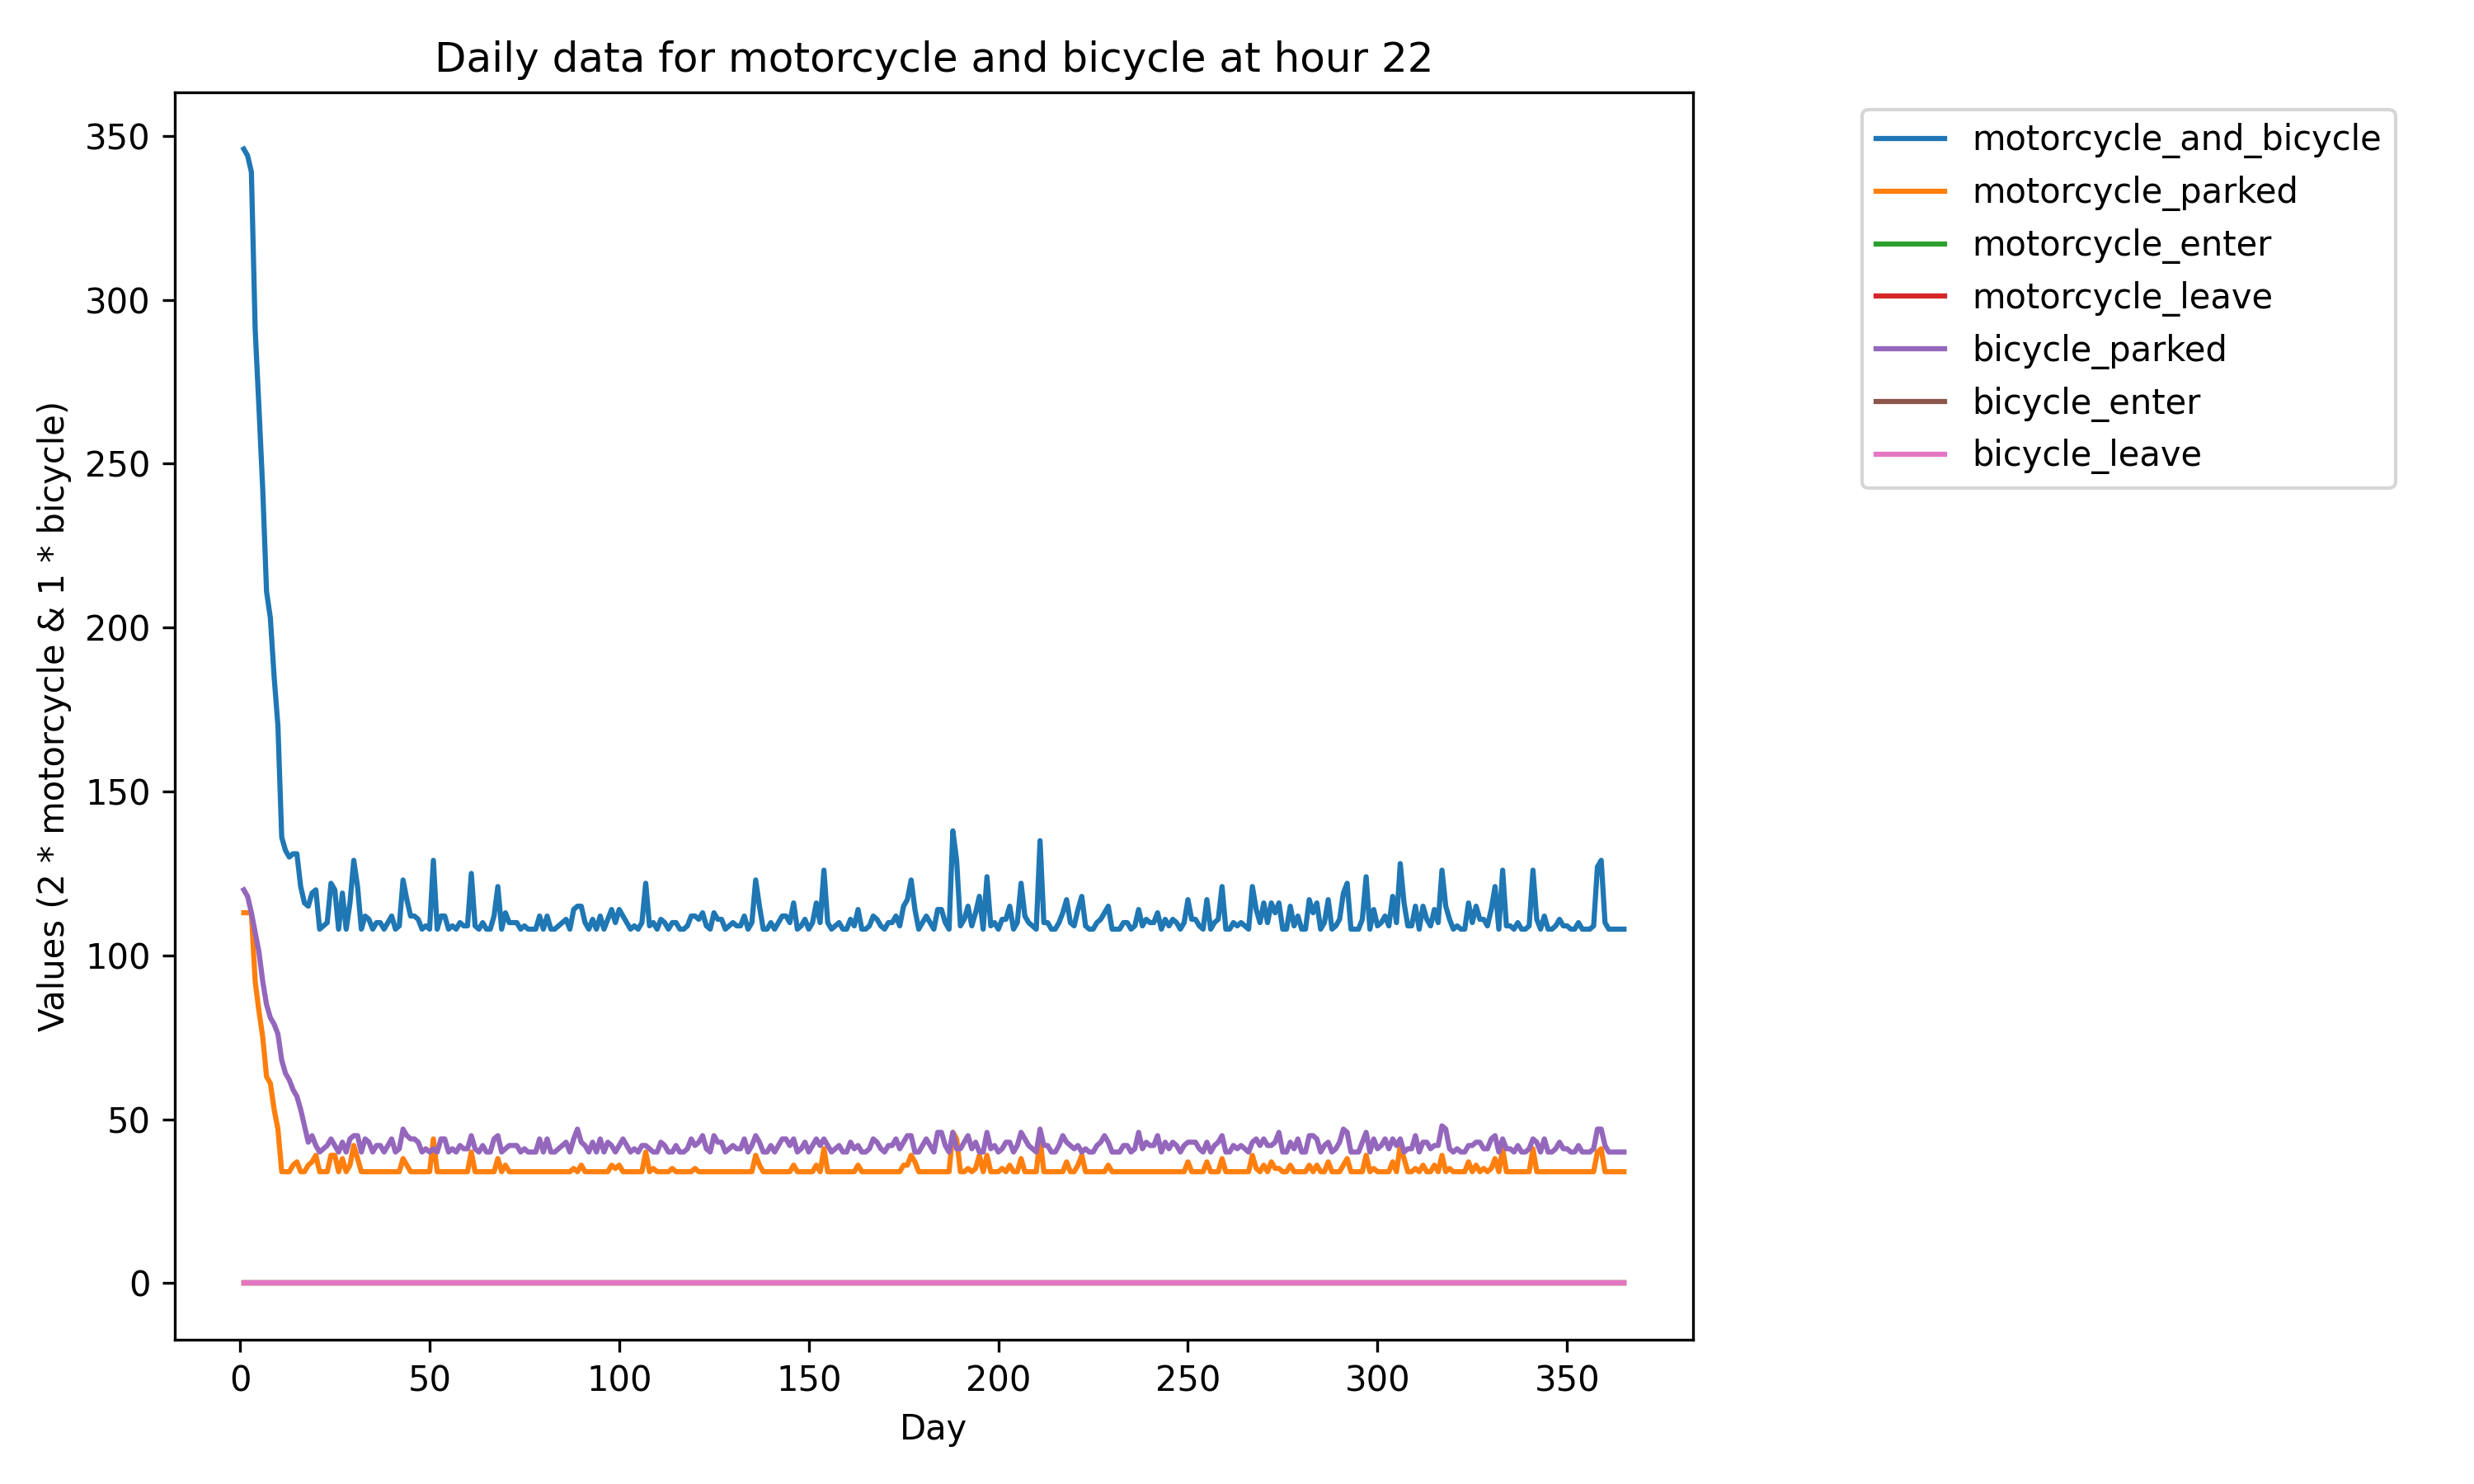 Daily data for motorcycle and bicycle at hour 22
Values (2 * motorcycle & 1 * bicycle)
350
300
250
200
150
100
50
0
0 50 100 150 200 250 300 350
Day
motorcycle_and_bicycle
motorcycle_parked
motorcycle_enter
motorcycle_leave
bicycle_parked
bicycle_enter
bicycle_leave